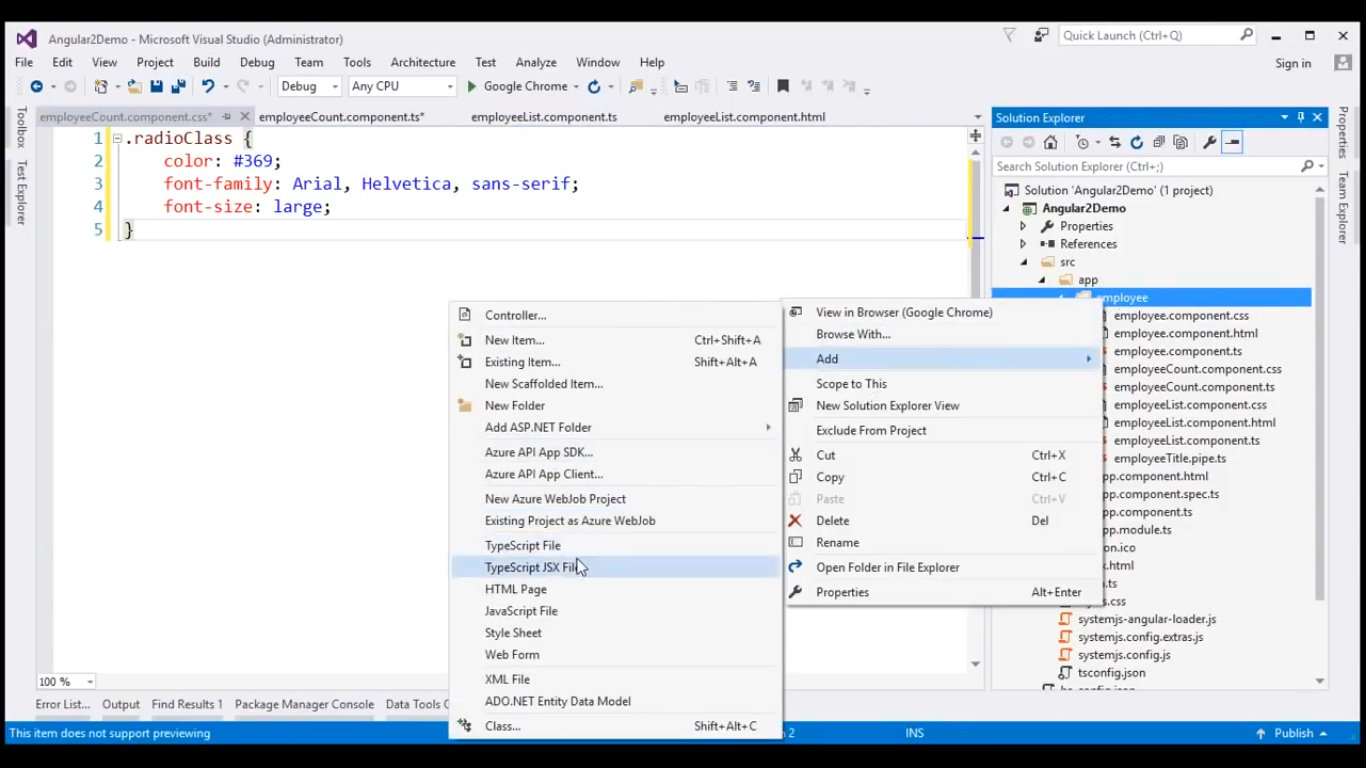 Angular2Demo - Microsoft Visual Studio (Administrator)
Quick Launch (Ctrl+Q)
File Edit View Project Build Debug Team Tools Architecture Test Analyze Window Help
Sign in
Debug Any CPU Google Chrome
Toolbox
Test Explorer
employeeCount.component.css* employeeCount.component.ts* employeeList.component.ts employeeList.component.html
1 .radioClass {
2 color: #369;
3 font-family: Arial, Helvetica, sans-serif;
4 font-size: large;
5 }
Controller...
New Item... Ctrl+Shift+A
Existing Item... Shift+Alt+A
New Scaffolded Item...
New Folder
Add ASP.NET Folder
Azure API App SDK...
Azure API App Client...
New Azure WebJob Project
Existing Project as Azure WebJob
TypeScript File
TypeScript JSX
HTML Page
JavaScript File
Style Sheet
Web Form
XML File
ADO.NET Entity Data Model
Class... Shift+Alt+C
View in Browser (Google Chrome)
Browse With...
Add
Scope to This
New Solution Explorer View
Exclude From Project
Cut Ctrl+X
Copy Ctrl+C
Paste Ctrl+V
Delete Del
Rename
Open Folder in File Explorer
Properties Alt+Enter
Solution Explorer
Search Solution Explorer (Ctrl+;)
Solution 'Angular2Demo' (1 project)
Angular2Demo
Properties
References
src
app
employee
employee.component.css
employee.component.html
employee.component.ts
employeeCount.component.css
employeeCount.component.ts
employeeList.component.css
employeeList.component.html
employeeList.component.ts
employeeTitle.pipe.ts
pp.component.html
pp.component.spec.ts
pp.component.ts
pp.module.ts
on.ico
x.html
.ts
s.css
systemjs-angular-loader.js
systemjs.config.extras.js
systemjs.config.js
tsconfig.json
Properties
Team Explorer
100 %
Error List... Output Find Results 1 Package Manager Console Data Tools
This item does not support previewing
2
INS
Publish